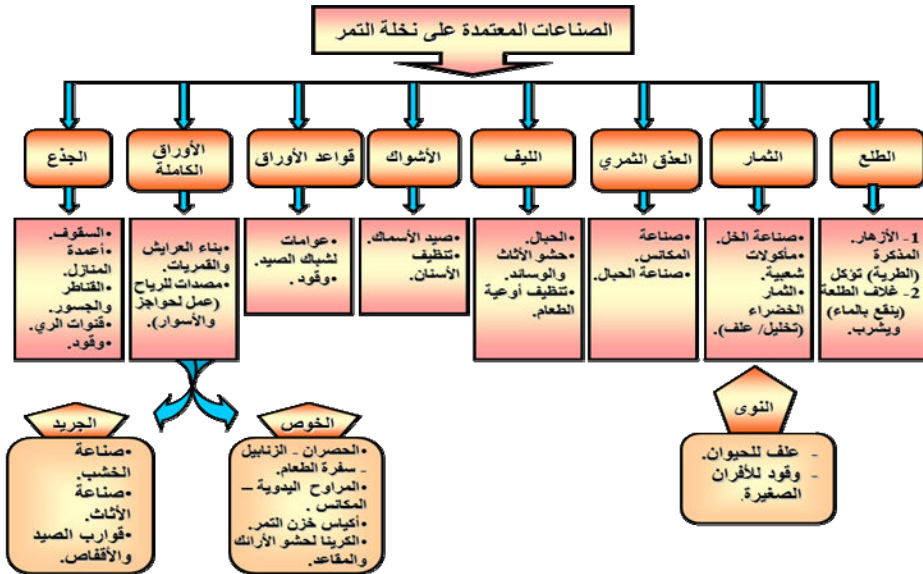 الصناعات المعتمدة على نخلة التمر
الطلع
1- الأزهار
المذكرة
(الطرية) تؤكل
2- غلاف الطلعة
(ينقع بالماء)
ويشرب.
الثمار
•صناعة الخل.
•مأكولات
شعبية.
•الثمار
الخضراء
(تخليل/ علف).
العذق الثمري
•صناعة
المكانس.
•صناعة الحبال.
الليف
•الحبال.
•حشو الأثاث
والوسائد.
•تنظيف أوعية
الطعام.
الأشواك
•صيد الأسماك.
•تنظيف
الأسنان.
قواعد الأوراق
•عوامات
لشباك الصيد.
•وقود.
الأوراق
الكاملة
•بناء العرايش
والقمريات.
•مصدات للرياح
(عمل لحواجز
والأسوار).
الجذع
•السقوف.
•أعمدة
المنازل.
•القناطر
والجسور.
•قنوات الري.
•وقود.
النوى
- علف للحيوان.
- وقود للأفران
الصغيرة.
الخوص
•الحصران - الزنابيل
- سفرة الطعام.
•المراوح اليدوية –
المكانس .
•أكياس خزن التمر.
•الكرينا لحشو الأرائك
والمقاعد.
الجريد
•صناعة
الخشب.
•صناعة
الأثاث.
•قوارب الصيد
والأقفاص.